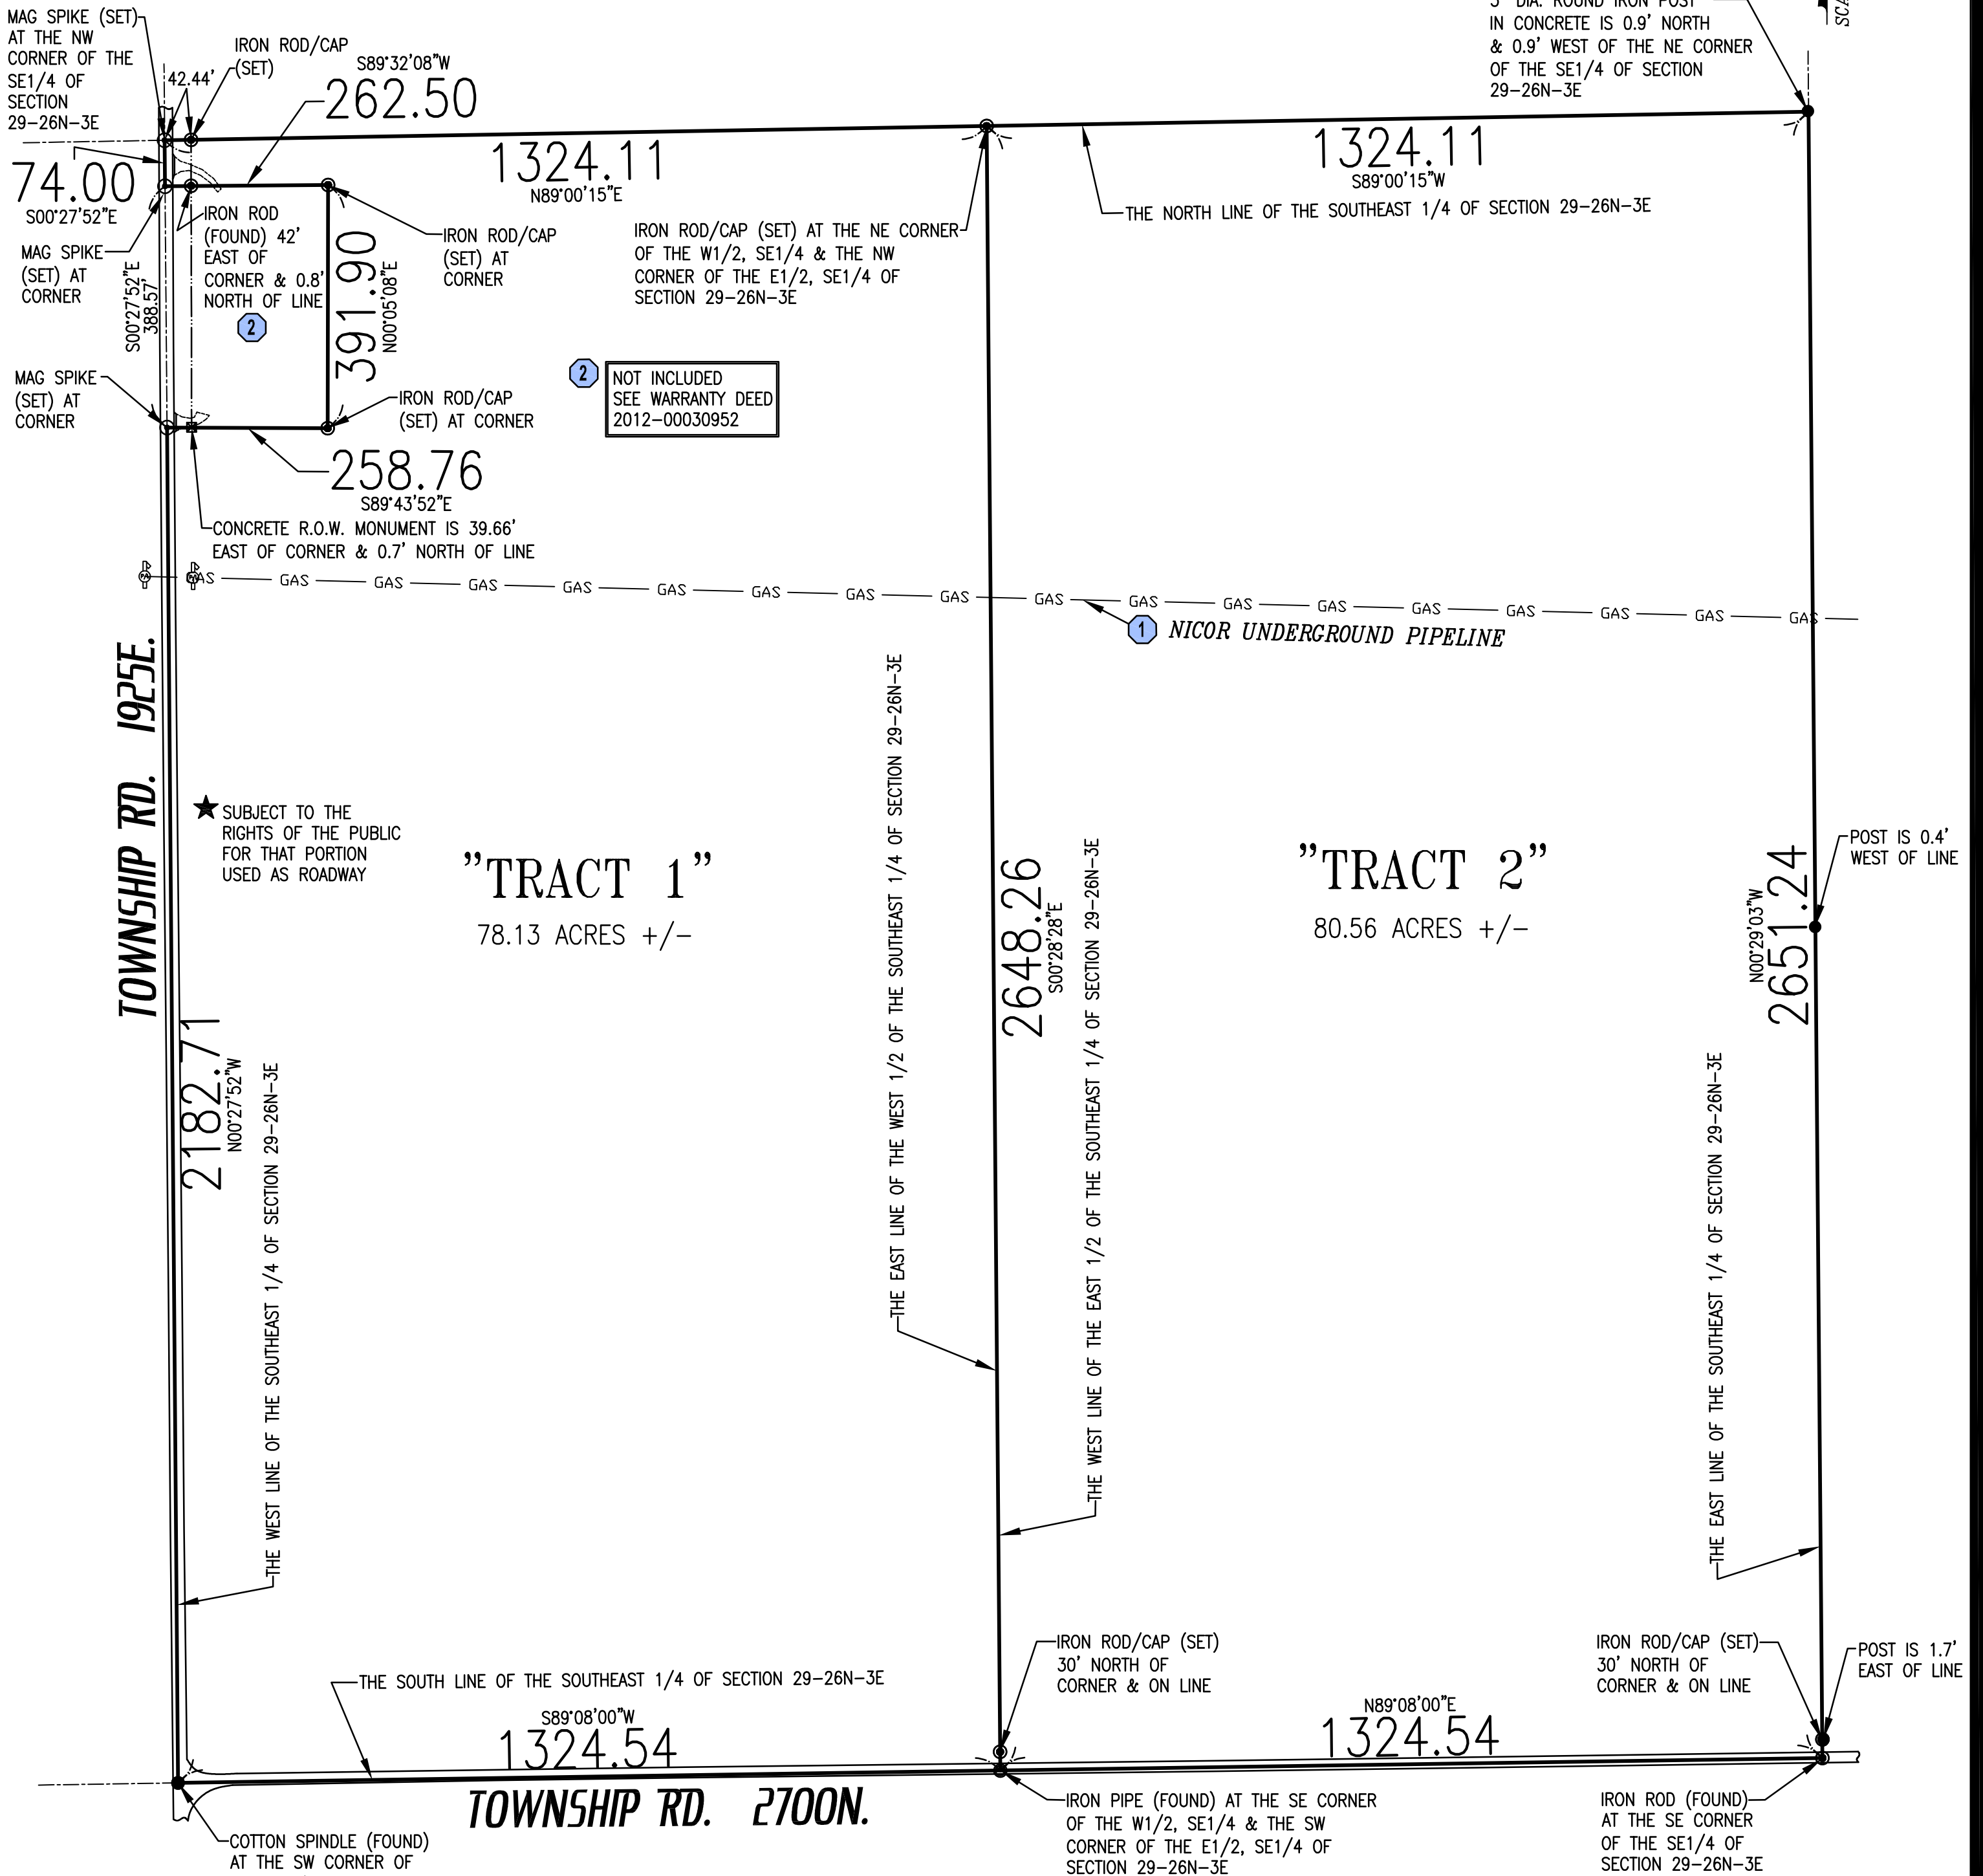 MAG SPIKE (SET)
AT THE NW
CORNER OF THE
SE1/4 OF
SECTION
29-26N-3E
IRON ROD/CAP
(SET)
42.44'
S89°32'08"W
262.50
IN CONCRETE IS 0.9' NORTH
& 0.9' WEST OF THE NE CORNER
OF THE SE1/4 OF SECTION
29-26N-3E
74.00
S00°27'52"E
1324.11
N89°00'15"E
1324.11
S89°00'15"W
THE NORTH LINE OF THE SOUTHEAST 1/4 OF SECTION 29-26N-3E
MAG SPIKE
(SET) AT
CORNER
IRON ROD
(FOUND) 42'
EAST OF
CORNER & 0.8'
NORTH OF LINE
2
IRON ROD/CAP
(SET) AT
CORNER
IRON ROD/CAP (SET) AT THE NE CORNER
OF THE W1/2, SE1/4 & THE NW
CORNER OF THE E1/2, SE1/4 OF
SECTION 29-26N-3E
S00°27'52"E
388.57'
391.90
N00°05'08"E
MAG SPIKE
(SET) AT
CORNER
IRON ROD/CAP
(SET) AT CORNER
2
NOT INCLUDED
SEE WARRANTY DEED
2012-00030952
258.76
S89°43'52"E
CONCRETE R.O.W. MONUMENT IS 39.66'
EAST OF CORNER & 0.7' NORTH OF LINE
GAS GAS GAS GAS GAS GAS GAS GAS GAS GAS GAS GAS GAS GAS GAS GAS GAS GAS
1
NICOR UNDERGROUND PIPELINE
TOWNSHIP RD. 1925E.
SUBJECT TO THE
RIGHTS OF THE PUBLIC
FOR THAT PORTION
USED AS ROADWAY
"TRACT 1"
78.13 ACRES +/-
THE EAST LINE OF THE WEST 1/2 OF THE SOUTHEAST 1/4 OF SECTION 29-26N-3E
2648.26
S00°28'28"E
THE WEST LINE OF THE EAST 1/2 OF THE SOUTHEAST 1/4 OF SECTION 29-26N-3E
"TRACT 2"
80.56 ACRES +/-
N00°29'03"W
2651.24
POST IS 0.4'
WEST OF LINE
2182.71
N00°27'52"W
THE WEST LINE OF THE SOUTHEAST 1/4 OF SECTION 29-26N-3E
THE EAST LINE OF THE SOUTHEAST 1/4 OF SECTION 29-26N-3E
IRON ROD/CAP (SET)
30' NORTH OF
CORNER & ON LINE
IRON ROD/CAP (SET)
30' NORTH OF
CORNER & ON LINE
POST IS 1.7'
EAST OF LINE
THE SOUTH LINE OF THE SOUTHEAST 1/4 OF SECTION 29-26N-3E
S89°08'00"W
1324.54
N89°08'00"E
1324.54
TOWNSHIP RD. 2700N.
COTTON SPINDLE (FOUND)
AT THE SW CORNER OF
IRON PIPE (FOUND) AT THE SE CORNER
OF THE W1/2, SE1/4 & THE SW
CORNER OF THE E1/2, SE1/4 OF
SECTION 29-26N-3E
IRON ROD (FOUND)
AT THE SE CORNER
OF THE SE1/4 OF
SECTION 29-26N-3E